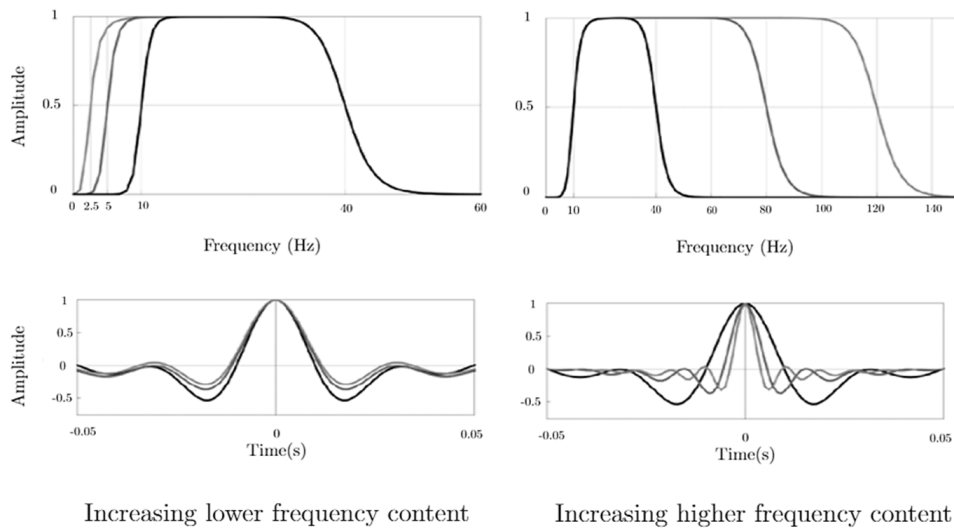 1
0.5
0
Amplitude
0 2.5 5 10 40 60
Frequency (Hz)
1
0.5
0
0 10 40 60 80 100 120 140
Frequency (Hz)
1
0.5
0
-0.5
Amplitude
-0.05 0 0.05
Time(s)
1
0.5
0
-0.5
-0.05 0 0.05
Time(s)
Increasing lower frequency content
Increasing higher frequency content